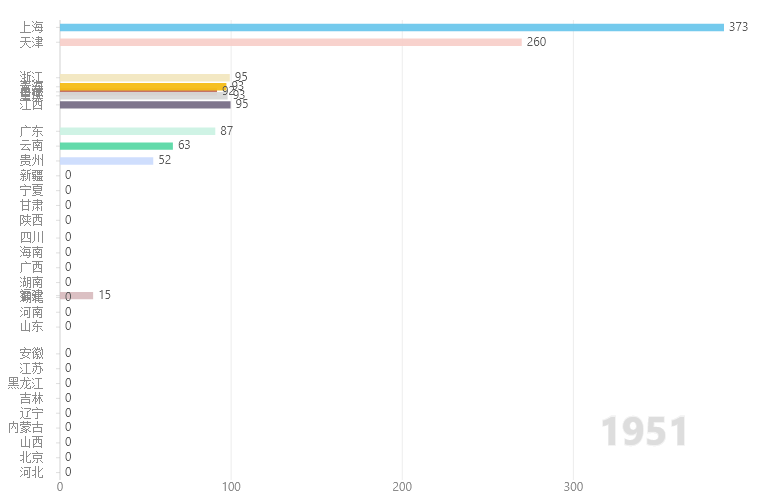 上海 373
天津 260
浙江 95
93
92
93
江西 95
广东 87
云南 63
贵州 52
新疆 0
宁夏 0
甘肃 0
陕西 0
四川 0
海南 0
广西 0
湖南 0
15
0
河南 0
山东 0
安徽 0
江苏 0
黑龙江 0
吉林 0
辽宁 0
内蒙古 0
山西 0
北京 0
河北 0
1951
0 100 200 300